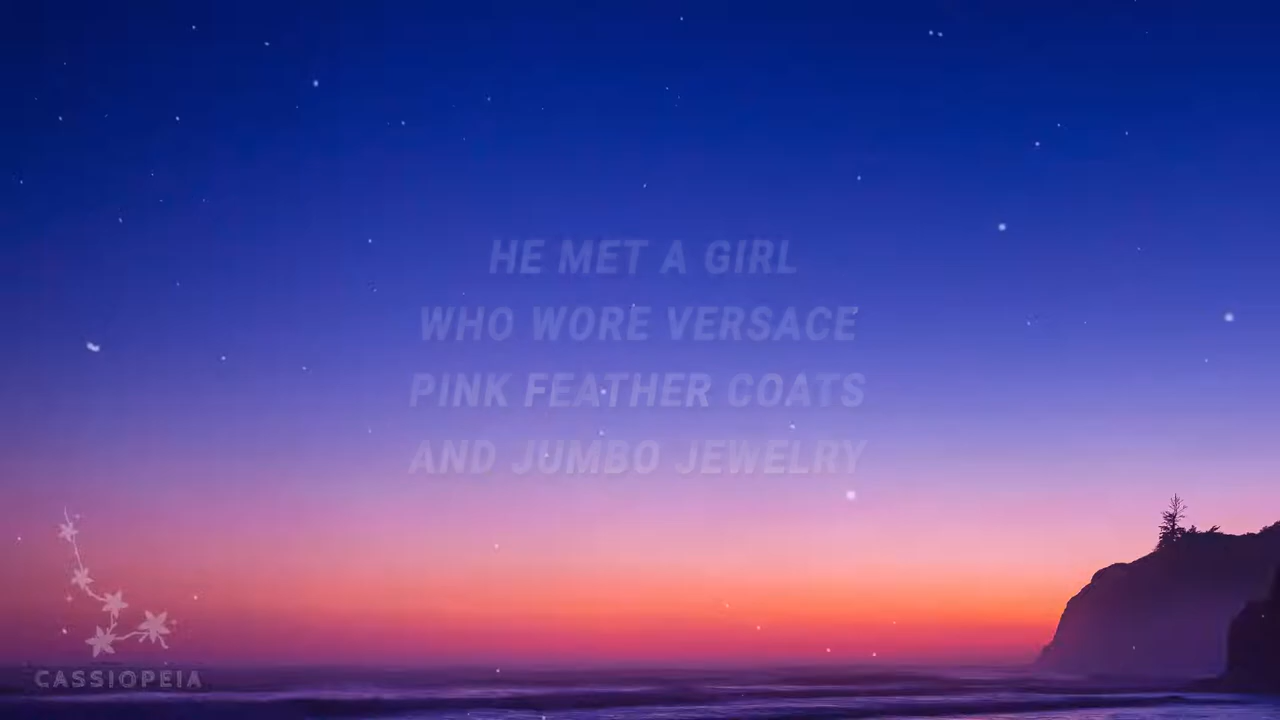 HE MET A GIRL
WHO WORE VERSACE
PINK FEATHER COATS
AND JUMBO JEWELRY
CASSIOPEIA